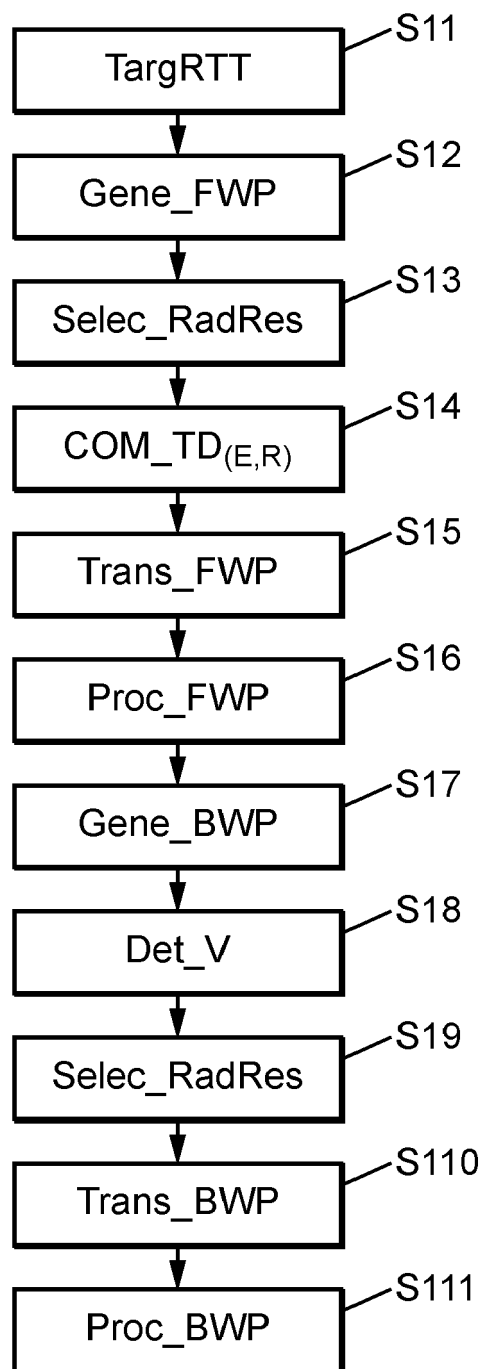 S11
TargRTT
S12
Gene_FWP
S13
Selec_RadRes
S14
COM_TD(E,R)
S15
Trans_FWP
S16
Proc_FWP
S17
Gene_BWP
S18
Det_V
S19
Selec_RadRes
S110
Trans_BWP
S111
Proc_BWP